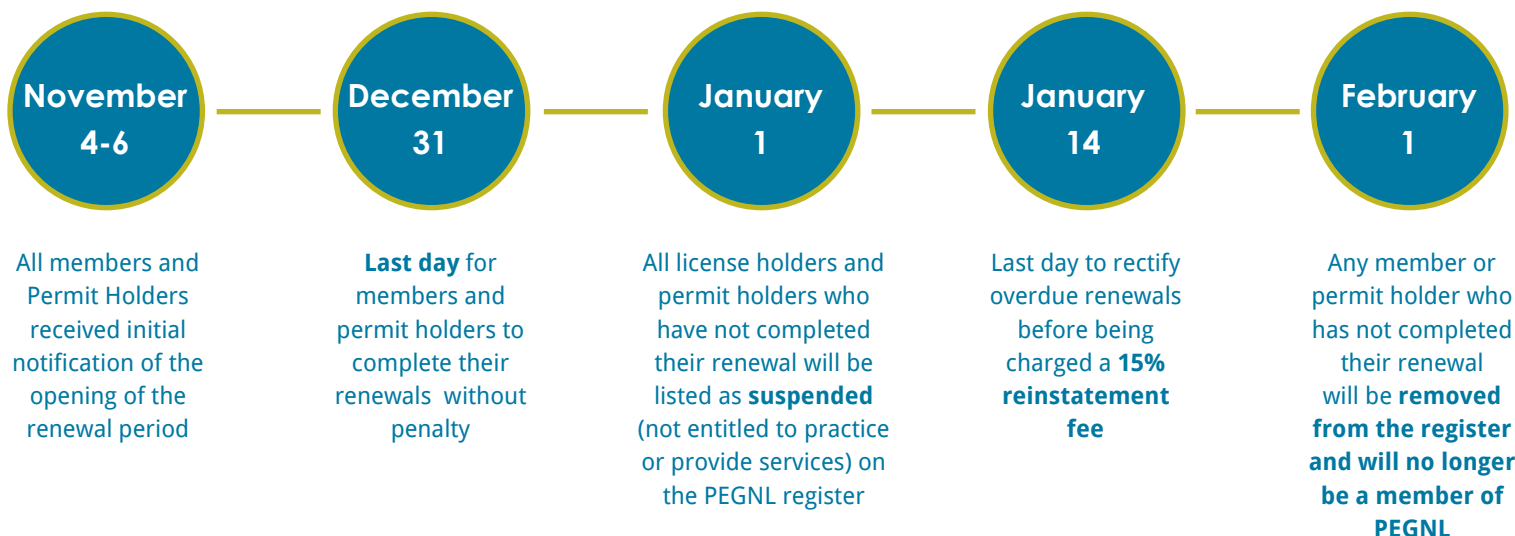 November
4-6
All members and
Permit Holders
received initial
notification of the
opening of the
renewal period
December
31
Last day for
members and
permit holders to
complete their
renewals  without
penalty
January
1
All license holders and
permit holders who
have not completed
their renewal will be
listed as suspended
(not entitled to practice
or provide services) on
the PEGNL register
January
14
Last day to rectify
overdue renewals
before being
charged a 15%
reinstatement
fee
February
1
Any member or
permit holder who
has not completed
their renewal
will be removed
from the register
and will no longer
be a member of
PEGNL